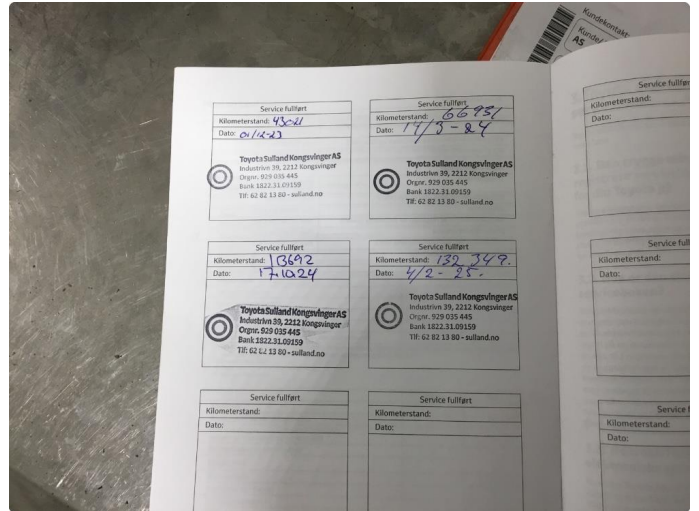 Kundekontakt:
AS
Service fullført
Kilometerstand: 43021
Dato: 01/12-23
Toyota Sulland Kongsvinger AS
Industrivn 39, 2212 Kongsvinger
Orgnr. 929 035 445
Bank 1822.31.09159
Tlf: 62 82 13 80 - sulland.no
Service fullført
Kilometerstand: 66931
Dato: 14/3-24
Toyota Sulland Kongsvinger AS
Industrivn 39, 2212 Kongsvinger
Orgnr. 929 035 445
Bank 1822.31.09159
Tlf: 62 82 13 80 - sulland.no
Service fullført
Kilometerstand:
Dato: 17.10.24
Toyota Sulland Kongsvinger AS
Industrivn 39, 2212 Kongsvinger
Orgnr. 929 035 445
Bank 1822.31.09159
Tlf: 62 82 13 80 - sulland.no
Service fullført
Kilometerstand: 132 349.
Dato: 4/2-25.
Toyota Sulland Kongsvinger AS
Industrivn 39, 2212 Kongsvinger
Orgnr. 929 035 445
Bank 1822.31.09159
Tlf: 62 82 13 80 - sulland.no
Service fullført
Kilometerstand:
Dato:
Service fullført
Kilometerstand:
Dato:
Service
Kilometerstand:
Dato:
Service
Kilometerstand:
Dato:
Service
Kilometerstand:
Dato: